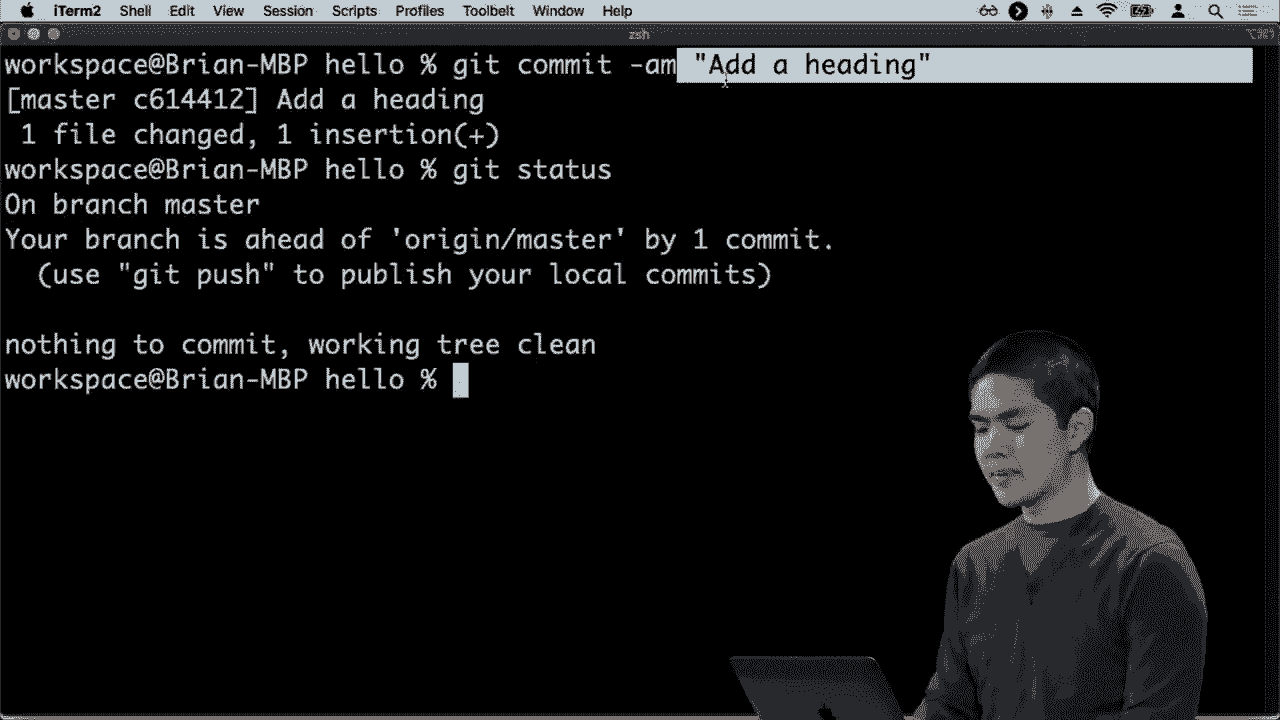 iTerm2 Shell Edit View Session Scripts Profiles Toolbelt Window Help
zsh
workspace@Brian-MBP hello % git commit -am "Add a heading"
[master c614412] Add a heading
 1 file changed, 1 insertion(+)
workspace@Brian-MBP hello % git status
On branch master
Your branch is ahead of 'origin/master' by 1 commit.
  (use "git push" to publish your local commits)
nothing to commit, working tree clean
workspace@Brian-MBP hello %